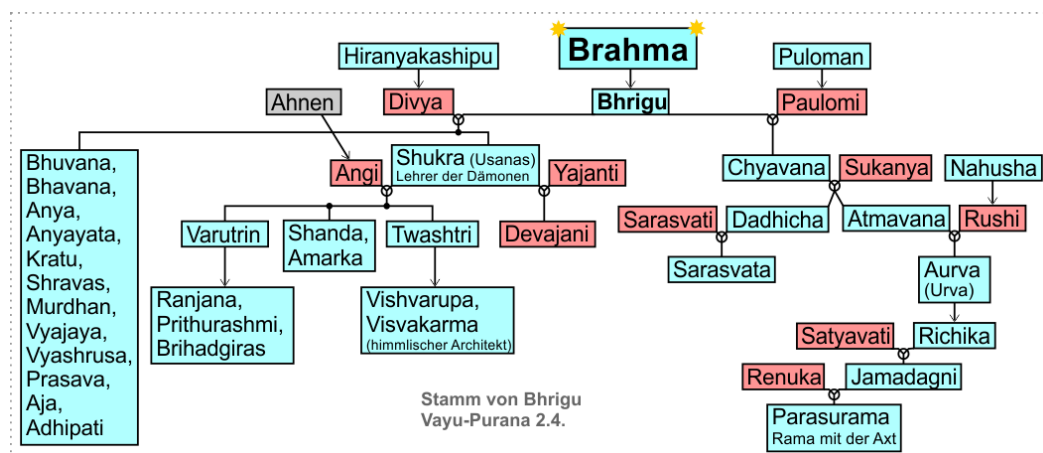 Brahma
Hiranyakashipu
Puloman
Ahnen
Divya
Bhrigu
Paulomi
Bhuvana,
Bhavana,
Anya,
Anyayata,
Kratu,
Shravas,
Murdhan,
Vyajaya,
Vyashrusa,
Prasava,
Aja,
Adhipati
Angi
Shukra (Usanas)
Lehrer der Dämonen
Yajanti
Chyavana
Sukanya
Nahusha
Varutrin
Shanda,
Amarka
Twashtri
Devajani
Sarasvati
Dadhicha
Atmavana
Rushi
Sarasvata
Aurva
(Urva)
Ranjana,
Prithurashmi,
Brihadgiras
Vishvarupa,
Visvakarma
(himmlischer Architekt)
Satyavati
Richika
Renuka
Jamadagni
Parasurama
Rama mit der Axt
Stamm von Bhrigu
Vayu-Purana 2.4.